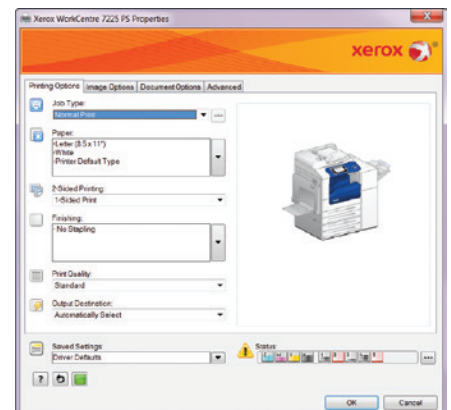 Xerox WorkCentre 7225 PS Properties
xerox
Printing Options Image Options Document Options Advanced
Job Type:
Normal Print
Paper:
-Letter (8.5 x 11")
-White
-Printer Default Type
2-Sided Printing:
1-Sided Print
Finishing:
- No Stapling
Print Quality:
Standard
Output Destination:
Automatically Select
Saved Settings:
Driver Defaults
Status:
?
OK Cancel